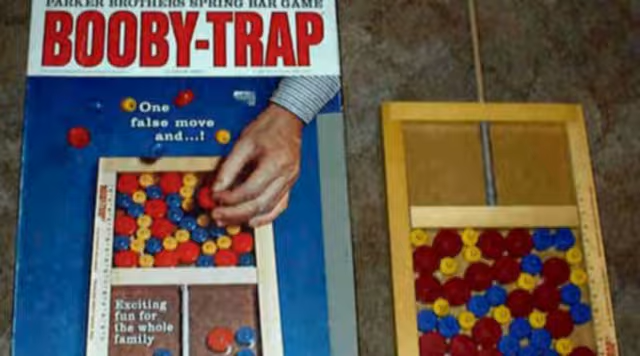 PARKER BROTHERS SPRING BAR GAME
BOOBY-TRAP
One
false move
and...!
Exciting
fun for
the whole
family